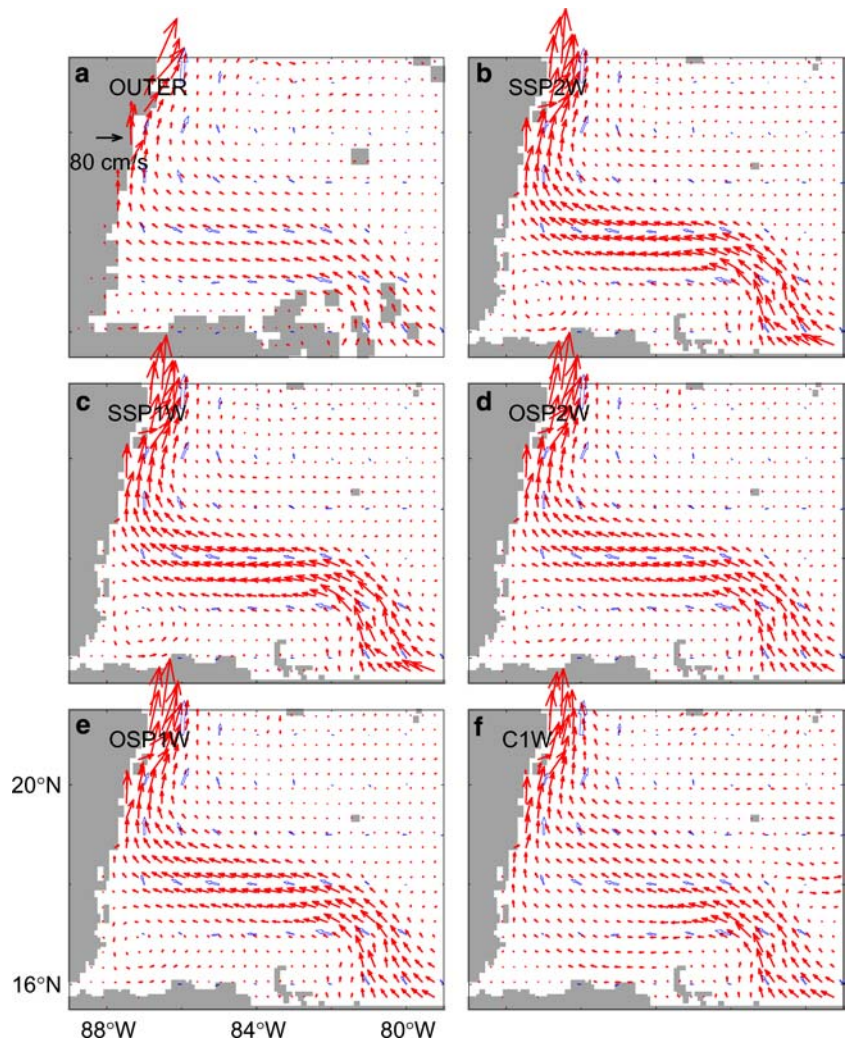 a
OUTER
80 cm/s
b
SSP2W
c
SSP1W
d
OSP2W
e
OSP1W
f
C1W
20°N
16°N
88°W 84°W 80°W